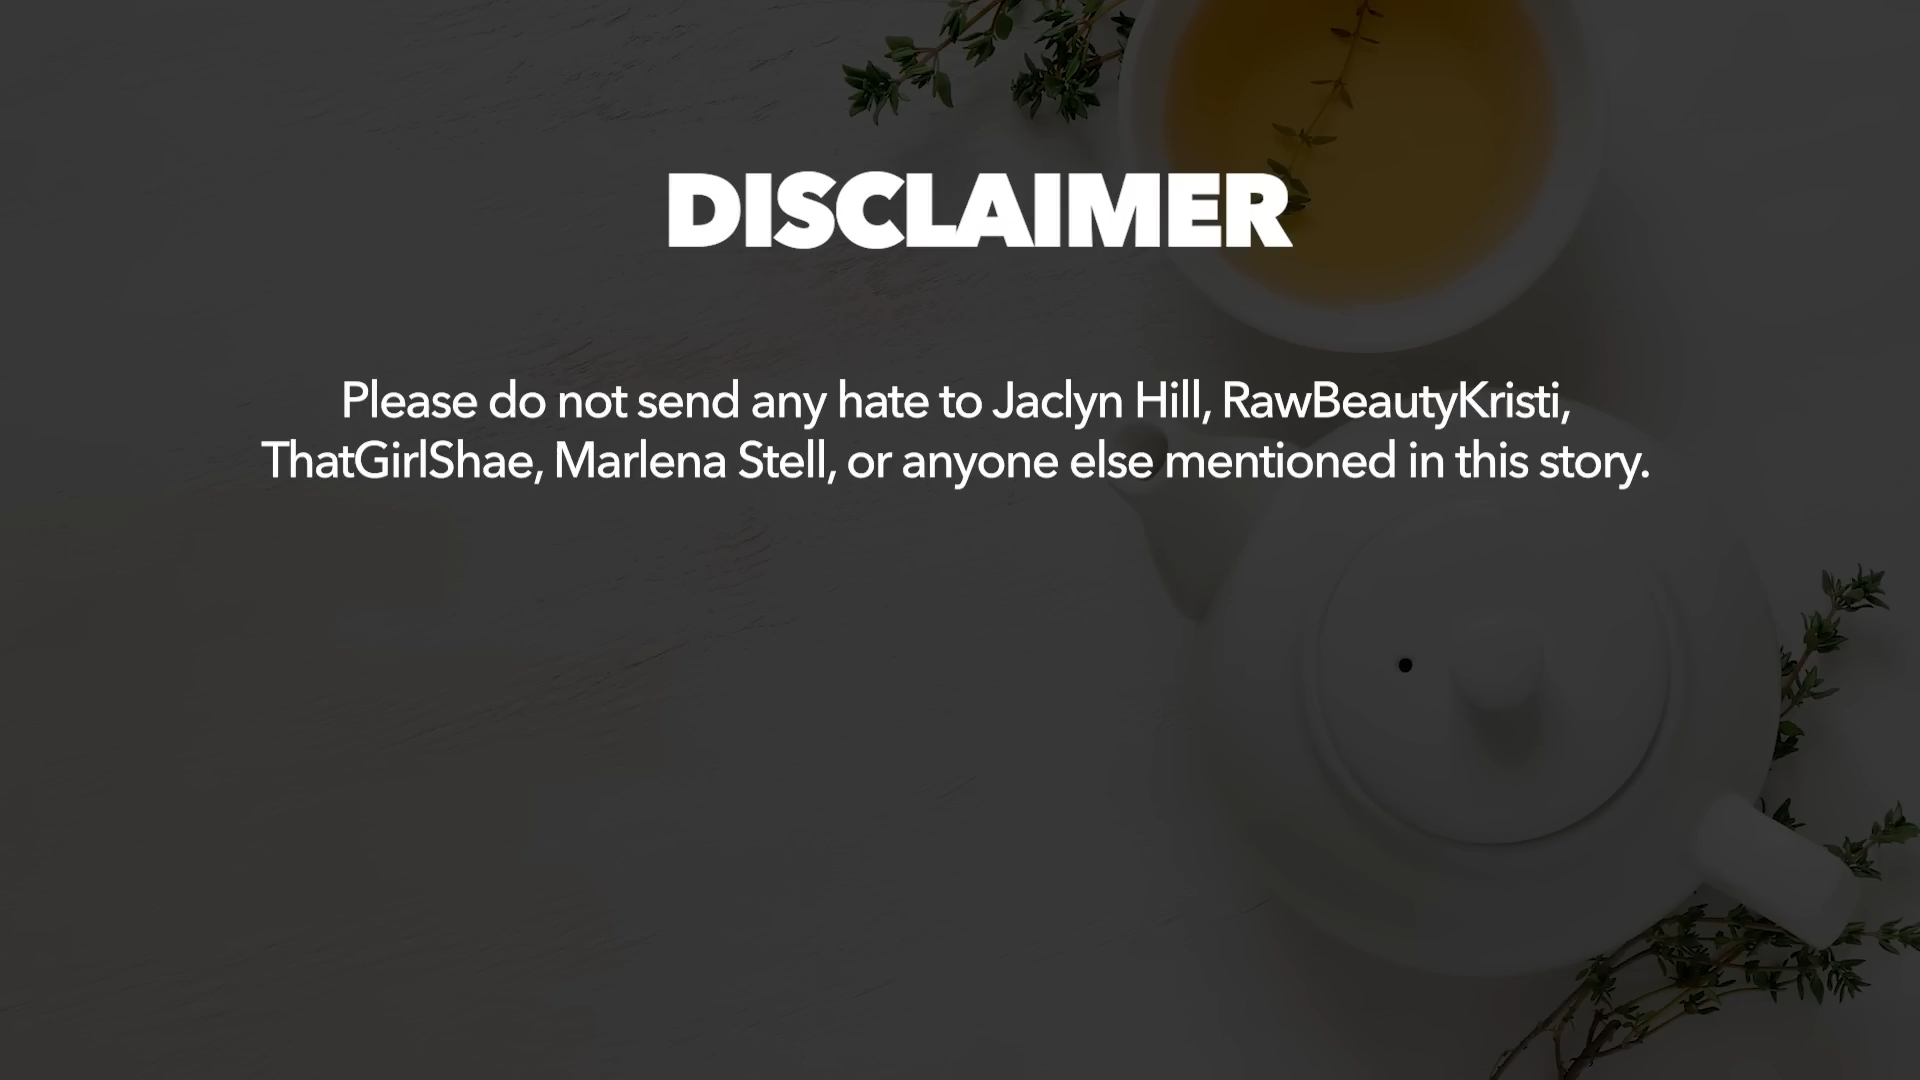 DISCLAIMER
Please do not send any hate to Jaclyn Hill, RawBeautyKristi,
ThatGirlShae, Marlena Stell, or anyone else mentioned in this story.